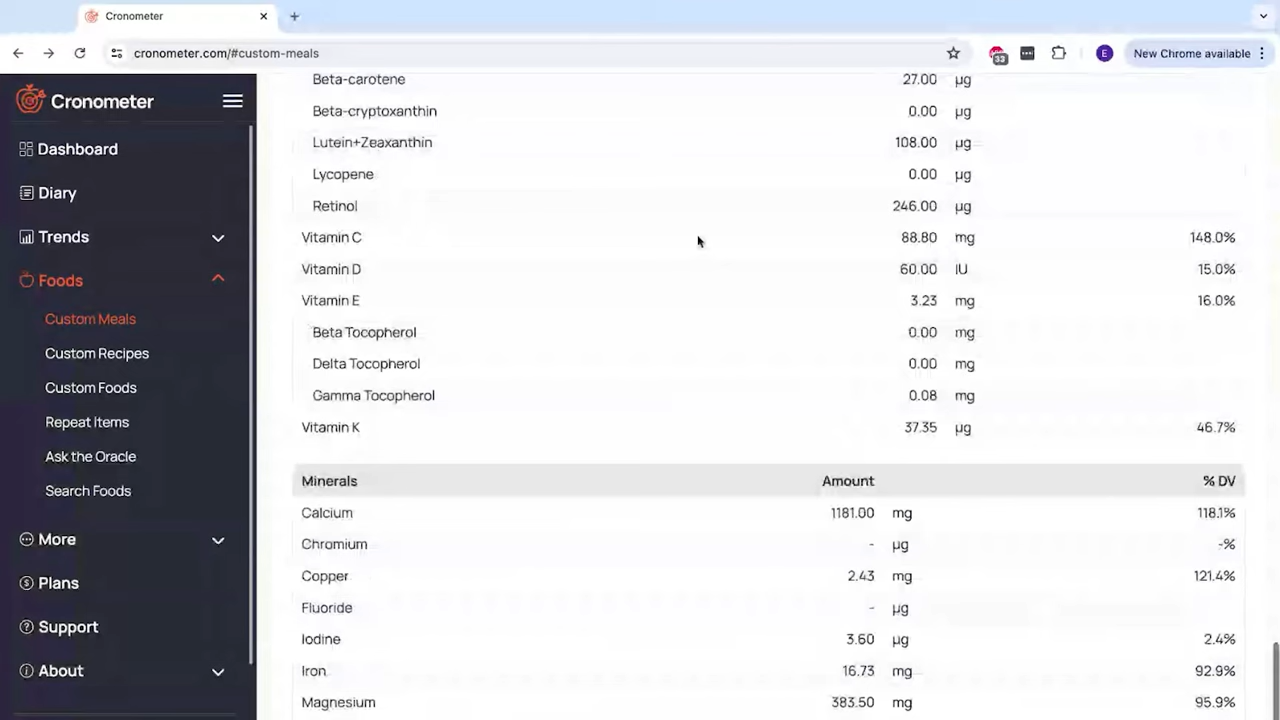 Cronometer
cronometer.com/#custom-meals
33
E
New Chrome available
Cronometer
Dashboard
Diary
Trends
Foods
Custom Meals
Custom Recipes
Custom Foods
Repeat Items
Ask the Oracle
Search Foods
More
Plans
Support
About
Beta-carotene 27.00 µg
Beta-cryptoxanthin 0.00 µg
Lutein+Zeaxanthin 108.00 µg
Lycopene 0.00 µg
Retinol 246.00 µg
Vitamin C 88.80 mg 148.0%
Vitamin D 60.00 IU 15.0%
Vitamin E 3.23 mg 16.0%
Beta Tocopherol 0.00 mg
Delta Tocopherol 0.00 mg
Gamma Tocopherol 0.08 mg
Vitamin K 37.35 µg 46.7%
Minerals Amount % DV
Calcium 1181.00 mg 118.1%
Chromium - µg -%
Copper 2.43 mg 121.4%
Fluoride - µg
Iodine 3.60 µg 2.4%
Iron 16.73 mg 92.9%
Magnesium 383.50 mg 95.9%